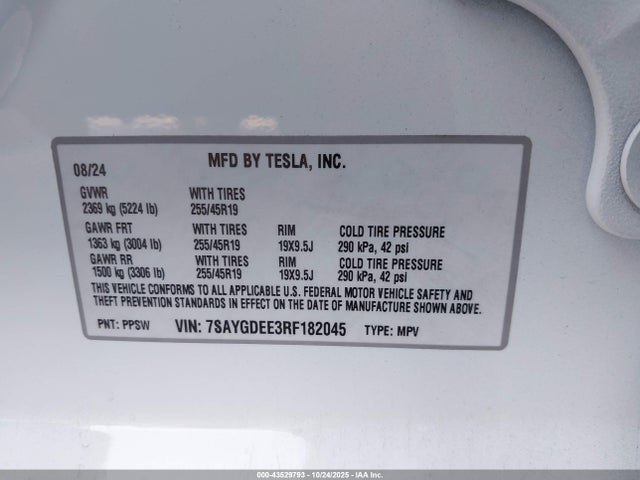 08/24 MFD BY TESLA, INC.
GVWR WITH TIRES
2369 kg (5224 lb) 255/45R19
GAWR FRT WITH TIRES RIM COLD TIRE PRESSURE
1363 kg (3004 lb) 255/45R19 19X9.5J 290 kPa, 42 psi
GAWR RR WITH TIRES RIM COLD TIRE PRESSURE
1500 kg (3306 lb) 255/45R19 19X9.5J 290 kPa, 42 psi
THIS VEHICLE CONFORMS TO ALL APPLICABLE U.S. FEDERAL MOTOR VEHICLE SAFETY AND
THEFT PREVENTION STANDARDS IN EFFECT ON THE DATE OF MANUFACTURE SHOWN ABOVE.
PNT: PPSW VIN: 7SAYGDEE3RF182045 TYPE: MPV
000-43529793 - 10/24/2025 - IAA Inc.